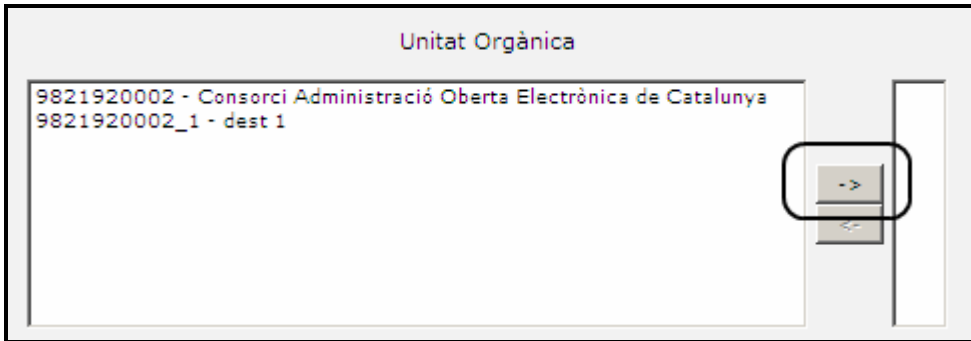 Unitat Orgànica
9821920002 - Consorci Administració Oberta Electrònica de Catalunya
9821920002_1 - dest 1
->
<-